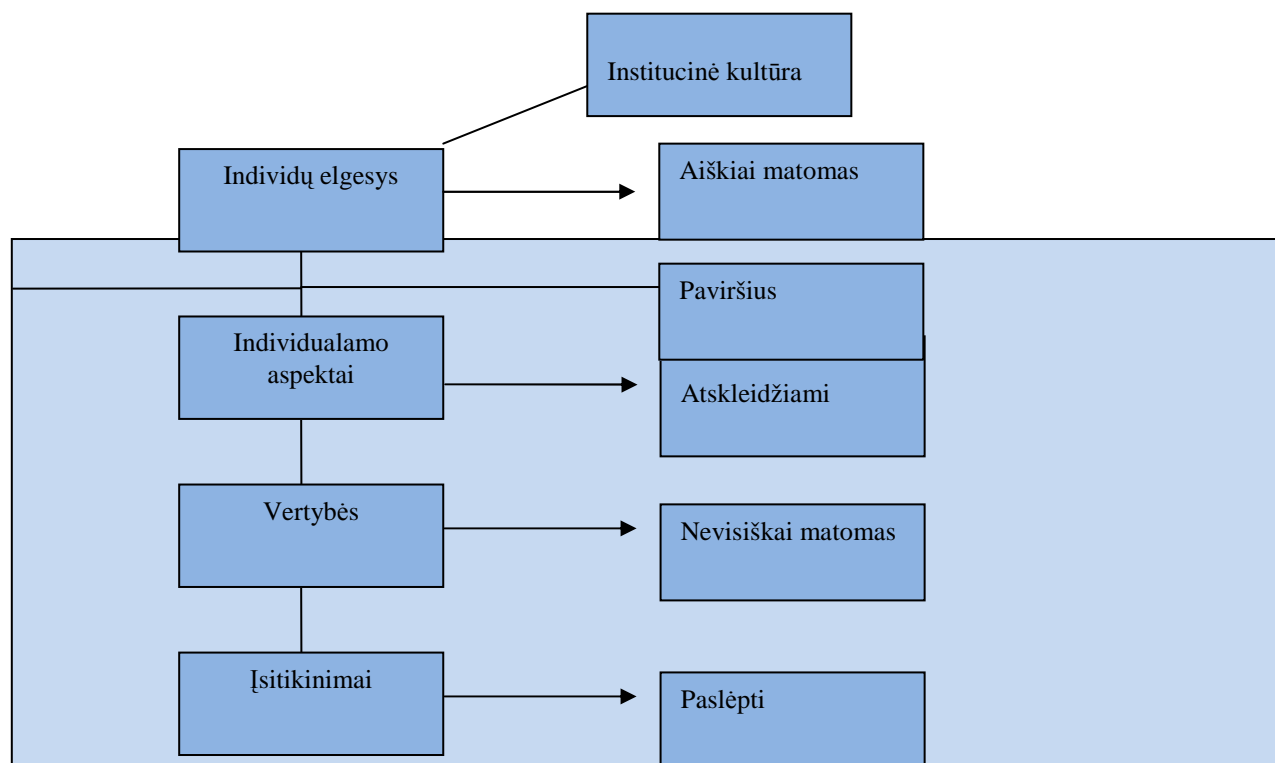 Institucinė kultūra
Individų elgesys
Aiškiai matomas
Paviršius
Individualamo
aspektai
Atskleidžiami
Vertybės
Nevisiškai matomas
Įsitikinimai
Paslėpti